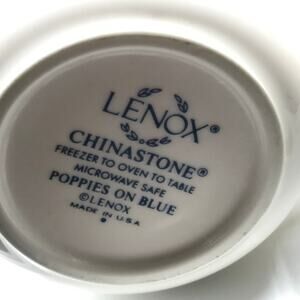 LENOX®
CHINASTONE®
FREEZER TO OVEN TO TABLE
MICROWAVE SAFE
POPPIES ON BLUE
©LENOX
MADE IN U.S.A